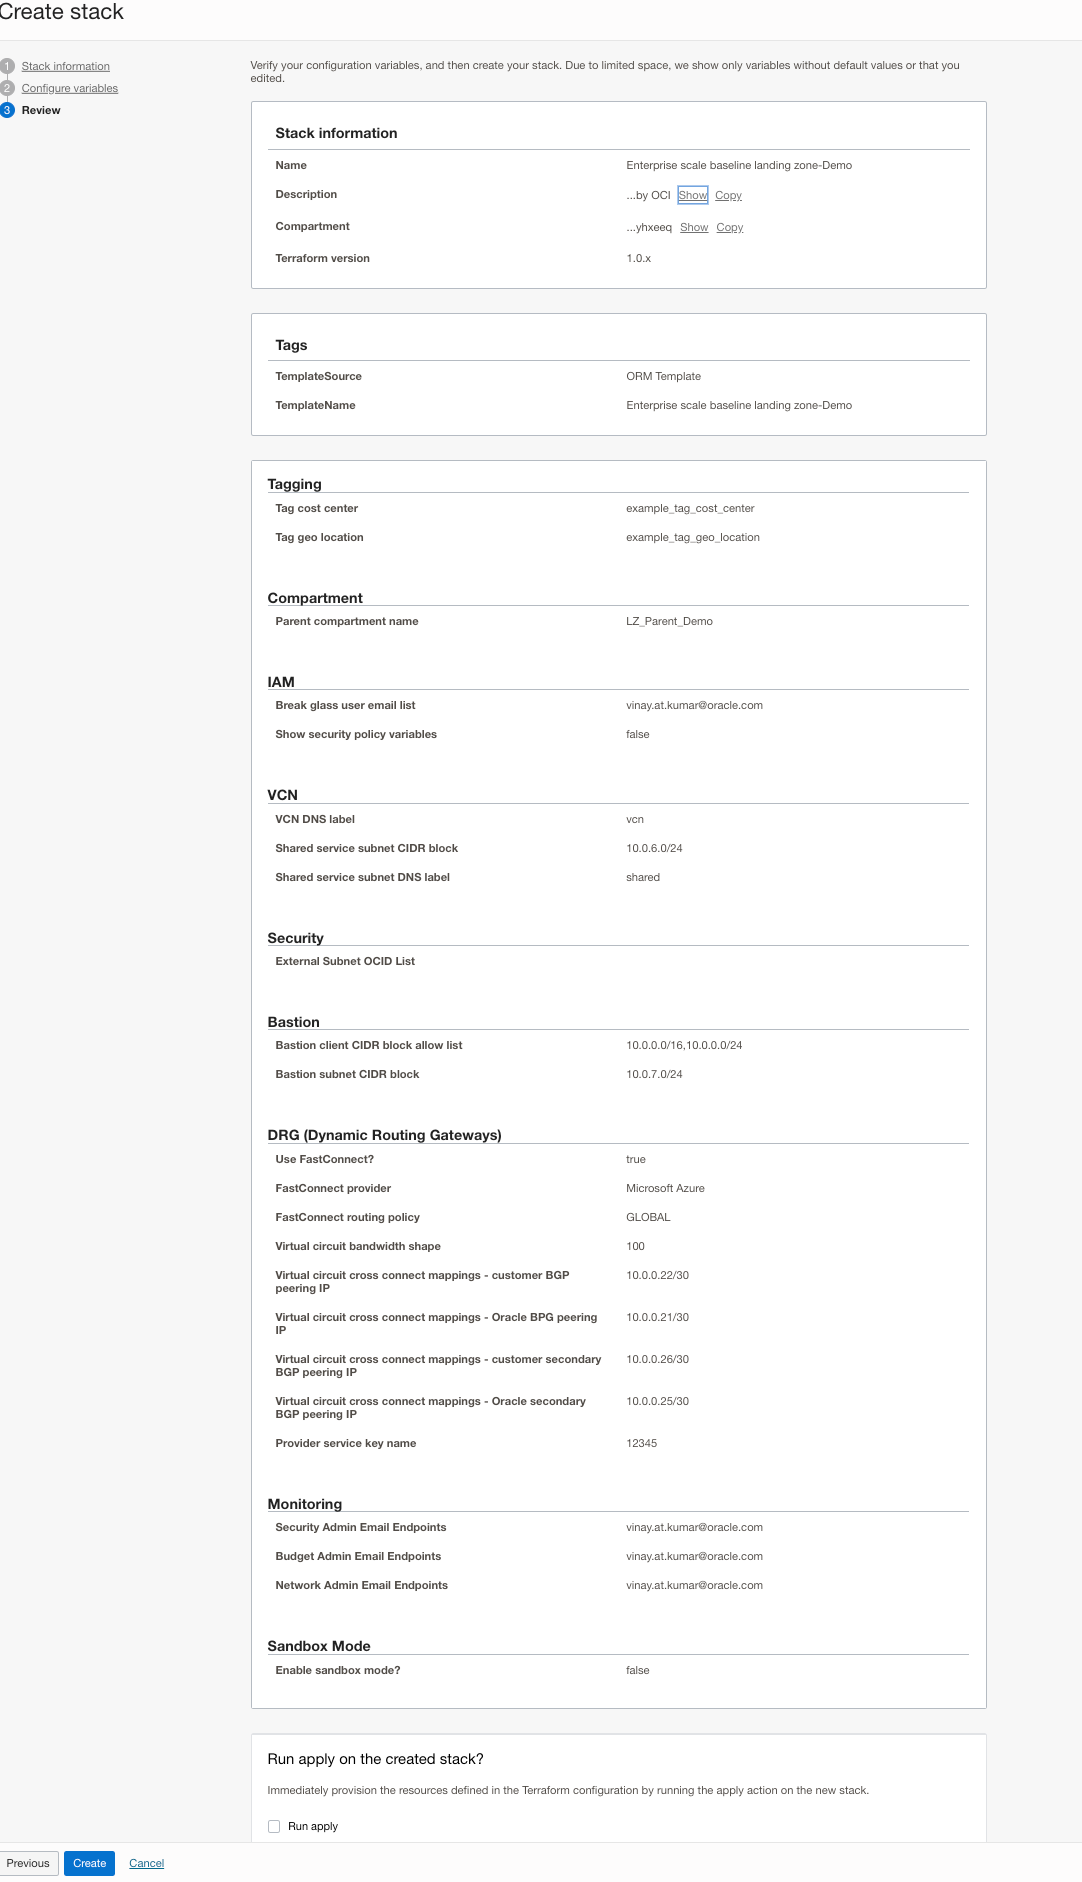 Create stack
1 Stack information
2 Configure variables
3 Review
Verify your configuration variables, and then create your stack. Due to limited space, we show only variables without default values or that you
edited.
Stack information
Name Enterprise scale baseline landing zone-Demo
Description ...by OCI Show Copy
Compartment ...yhxeeq Show Copy
Terraform version 1.0.x
Tags
TemplateSource ORM Template
TemplateName Enterprise scale baseline landing zone-Demo
Tagging
Tag cost center example_tag_cost_center
Tag geo location example_tag_geo_location
Compartment
Parent compartment name LZ_Parent_Demo
IAM
Break glass user email list vinay.at.kumar@oracle.com
Show security policy variables false
VCN
VCN DNS label vcn
Shared service subnet CIDR block 10.0.6.0/24
Shared service subnet DNS label shared
Security
External Subnet OCID List
Bastion
Bastion client CIDR block allow list 10.0.0.0/16,10.0.0.0/24
Bastion subnet CIDR block 10.0.7.0/24
DRG (Dynamic Routing Gateways)
Use FastConnect? true
FastConnect provider Microsoft Azure
FastConnect routing policy GLOBAL
Virtual circuit bandwidth shape 100
Virtual circuit cross connect mappings - customer BGP 10.0.0.22/30
peering IP
Virtual circuit cross connect mappings - Oracle BPG peering 10.0.0.21/30
IP
Virtual circuit cross connect mappings - customer secondary 10.0.0.26/30
BGP peering IP
Virtual circuit cross connect mappings - Oracle secondary 10.0.0.25/30
BGP peering IP
Provider service key name 12345
Monitoring
Security Admin Email Endpoints vinay.at.kumar@oracle.com
Budget Admin Email Endpoints vinay.at.kumar@oracle.com
Network Admin Email Endpoints vinay.at.kumar@oracle.com
Sandbox Mode
Enable sandbox mode? false
Run apply on the created stack?
Immediately provision the resources defined in the Terraform configuration by running the apply action on the new stack.
Run apply
Previous Create Cancel